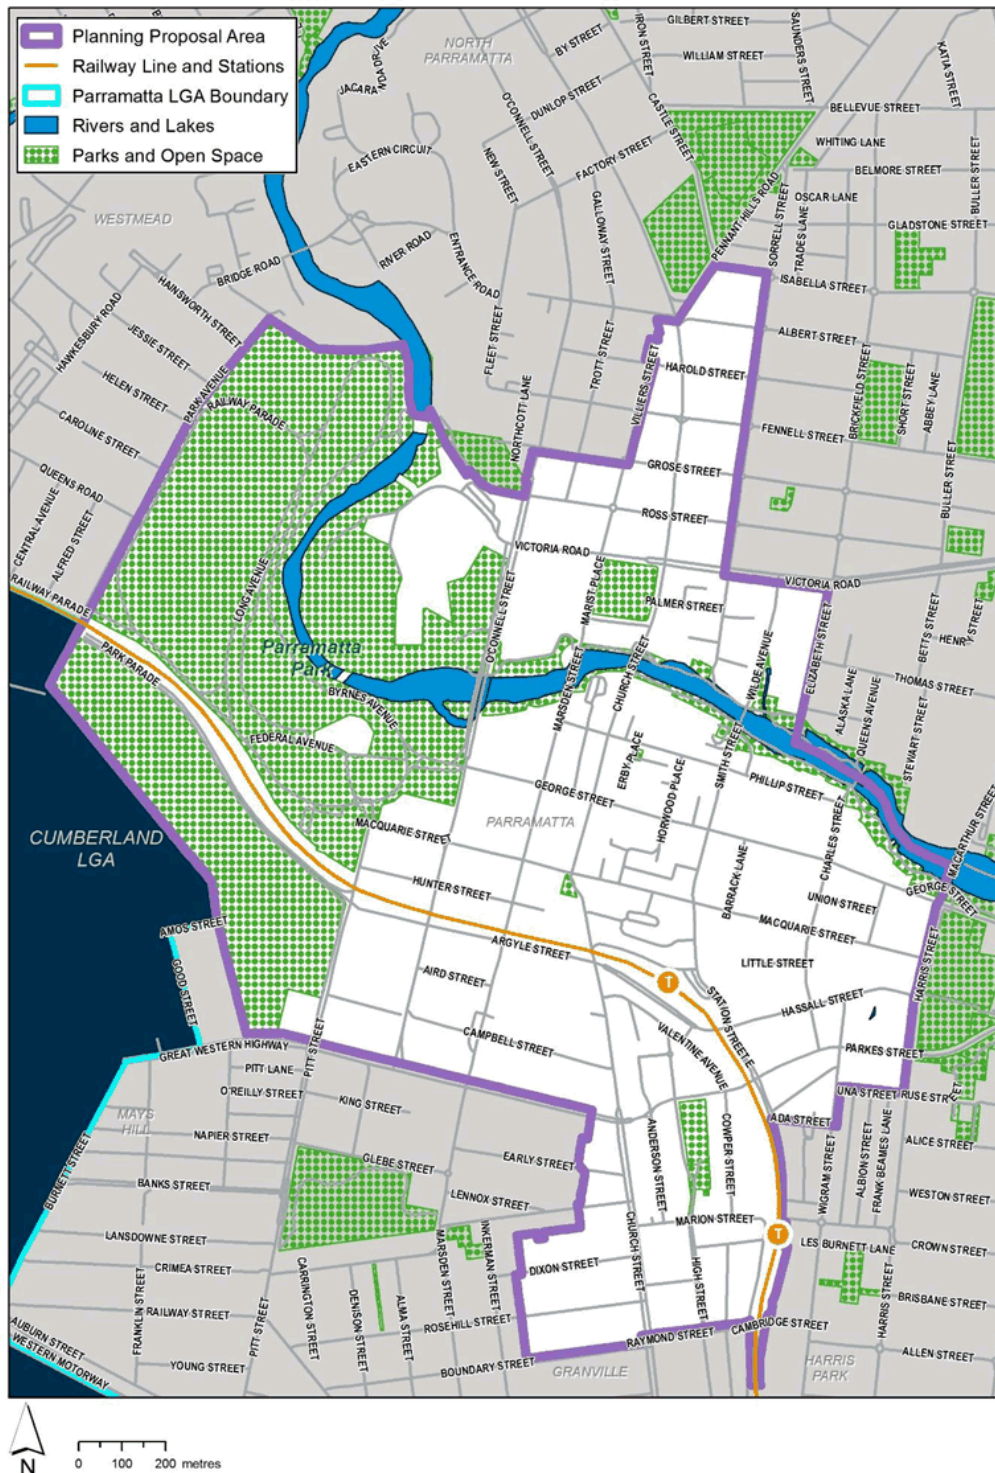 Planning Proposal Area
Railway Line and Stations
Parramatta LGA Boundary
Rivers and Lakes
Parks and Open Space
GILBERT STREET
BY STREET
IRON STREET
SAUNDERS STREET
WILLIAM STREET
KATIA STREET
NORTH
PARRAMATTA
JACARA
NDA DRIVE
DUNLOP STREET
O'CONNELL STREET
CASTLE STREET
BELLEVUE STREET
WHITING LANE
EASTERN CIRCUIT
NEW STREET
FACTORY STREET
BELMORE STREET
BULLER STREET
GALLOWAY STREET
PENNANT HILLS ROAD
SORRELL STREET
OSCAR LANE
TRADES LANE
GLADSTONE STREET
WESTMEAD
RIVER ROAD
BRIDGE ROAD
ENTRANCE ROAD
ISABELLA STREET
HAINSWORTH STREET
HAWKESBURY ROAD
JESSIE STREET
FLEET STREET
TROTT STREET
VILLIERS STREET
ALBERT STREET
HAROLD STREET
HELEN STREET
PARK AVENUE
RAILWAY PARADE
BRICKFIELD STREET
SHORT STREET
ABBEY LANE
CAROLINE STREET
NORTHCOTT LANE
FENNELL STREET
QUEENS ROAD
GROSE STREET
BULLER STREET
CENTRAL AVENUE
ALFRED STREET
ROSS STREET
VICTORIA ROAD
VICTORIA ROAD
RAILWAY PARADE
LONG AVENUE
O'CONNELL STREET
MARIST PLACE
PALMER STREET
ELIZABETH STREET
BETTS STREET
HENRY STREET
PARK PARADE
Parramatta
Park
BYRNES AVENUE
MARSDEN STREET
CHURCH STREET
WILDE AVENUE
ALASKA LANE
QUEENS AVENUE
THOMAS STREET
STEWART STREET
FEDERAL AVENUE
ERBY PLACE
SMITH STREET
PHILLIP STREET
GEORGE STREET
HORWOOD PLACE
CHARLES STREET
MACARTHUR STREET
CUMBERLAND
LGA
MACQUARIE STREET
PARRAMATTA
BARRACK LANE
GEORGE STREET
HUNTER STREET
UNION STREET
MACQUARIE STREET
AMOS STREET
ARGYLE STREET
HARRIS STREET
GOOD STREET
AIRD STREET
LITTLE STREET
STATION STREET E
HASSALL STREET
CAMPBELL STREET
VALENTINE AVENUE
PARKES STREET
GREAT WESTERN HIGHWAY
PITT STREET
PITT LANE
O'REILLY STREET
KING STREET
UNA STREET
ADA STREET
MAYS
HILL
NAPIER STREET
ANDERSON STREET
COWPER STREET
WIGRAM STREET
ALBION STREET
FRANK BEAMES LANE
ALICE STREET
BURNETT STREET
GLEBE STREET
EARLY STREET
BANKS STREET
LENNOX STREET
WESTON STREET
MARION STREET
CHURCH STREET
LANSDOWNE STREET
MARSDEN STREET
INKERMAN STREET
LES BURNETT LANE
CROWN STREET
CRIMEA STREET
DIXON STREET
HIGH STREET
CARRINGTON STREET
DENISON STREET
ALMA STREET
HARRIS STREET
BRISBANE STREET
FRANKLIN STREET
RAILWAY STREET
PITT STREET
ROSEHILL STREET
RAYMOND STREET
CAMBRIDGE STREET
AUBURN STREET
WESTERN MOTORWAY
YOUNG STREET
BOUNDARY STREET
GRANVILLE
HARRIS
PARK
ALLEN STREET
N
0 100 200 metres